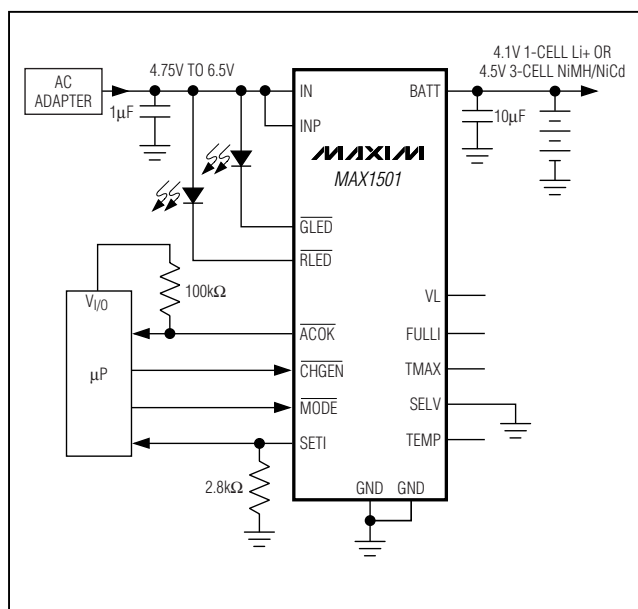 4.1V 1-CELL Li+ OR
4.5V 3-CELL NiMH/NiCd
AC
ADAPTER
4.75V TO 6.5V
1µF
IN
INP
BATT
10µF
MAXIM
MAX1501
GLED
RLED
100kΩ
VI/O
µP
ACOK
CHGEN
MODE
SETI
2.8kΩ
VL
FULLI
TMAX
SELV
TEMP
GND GND